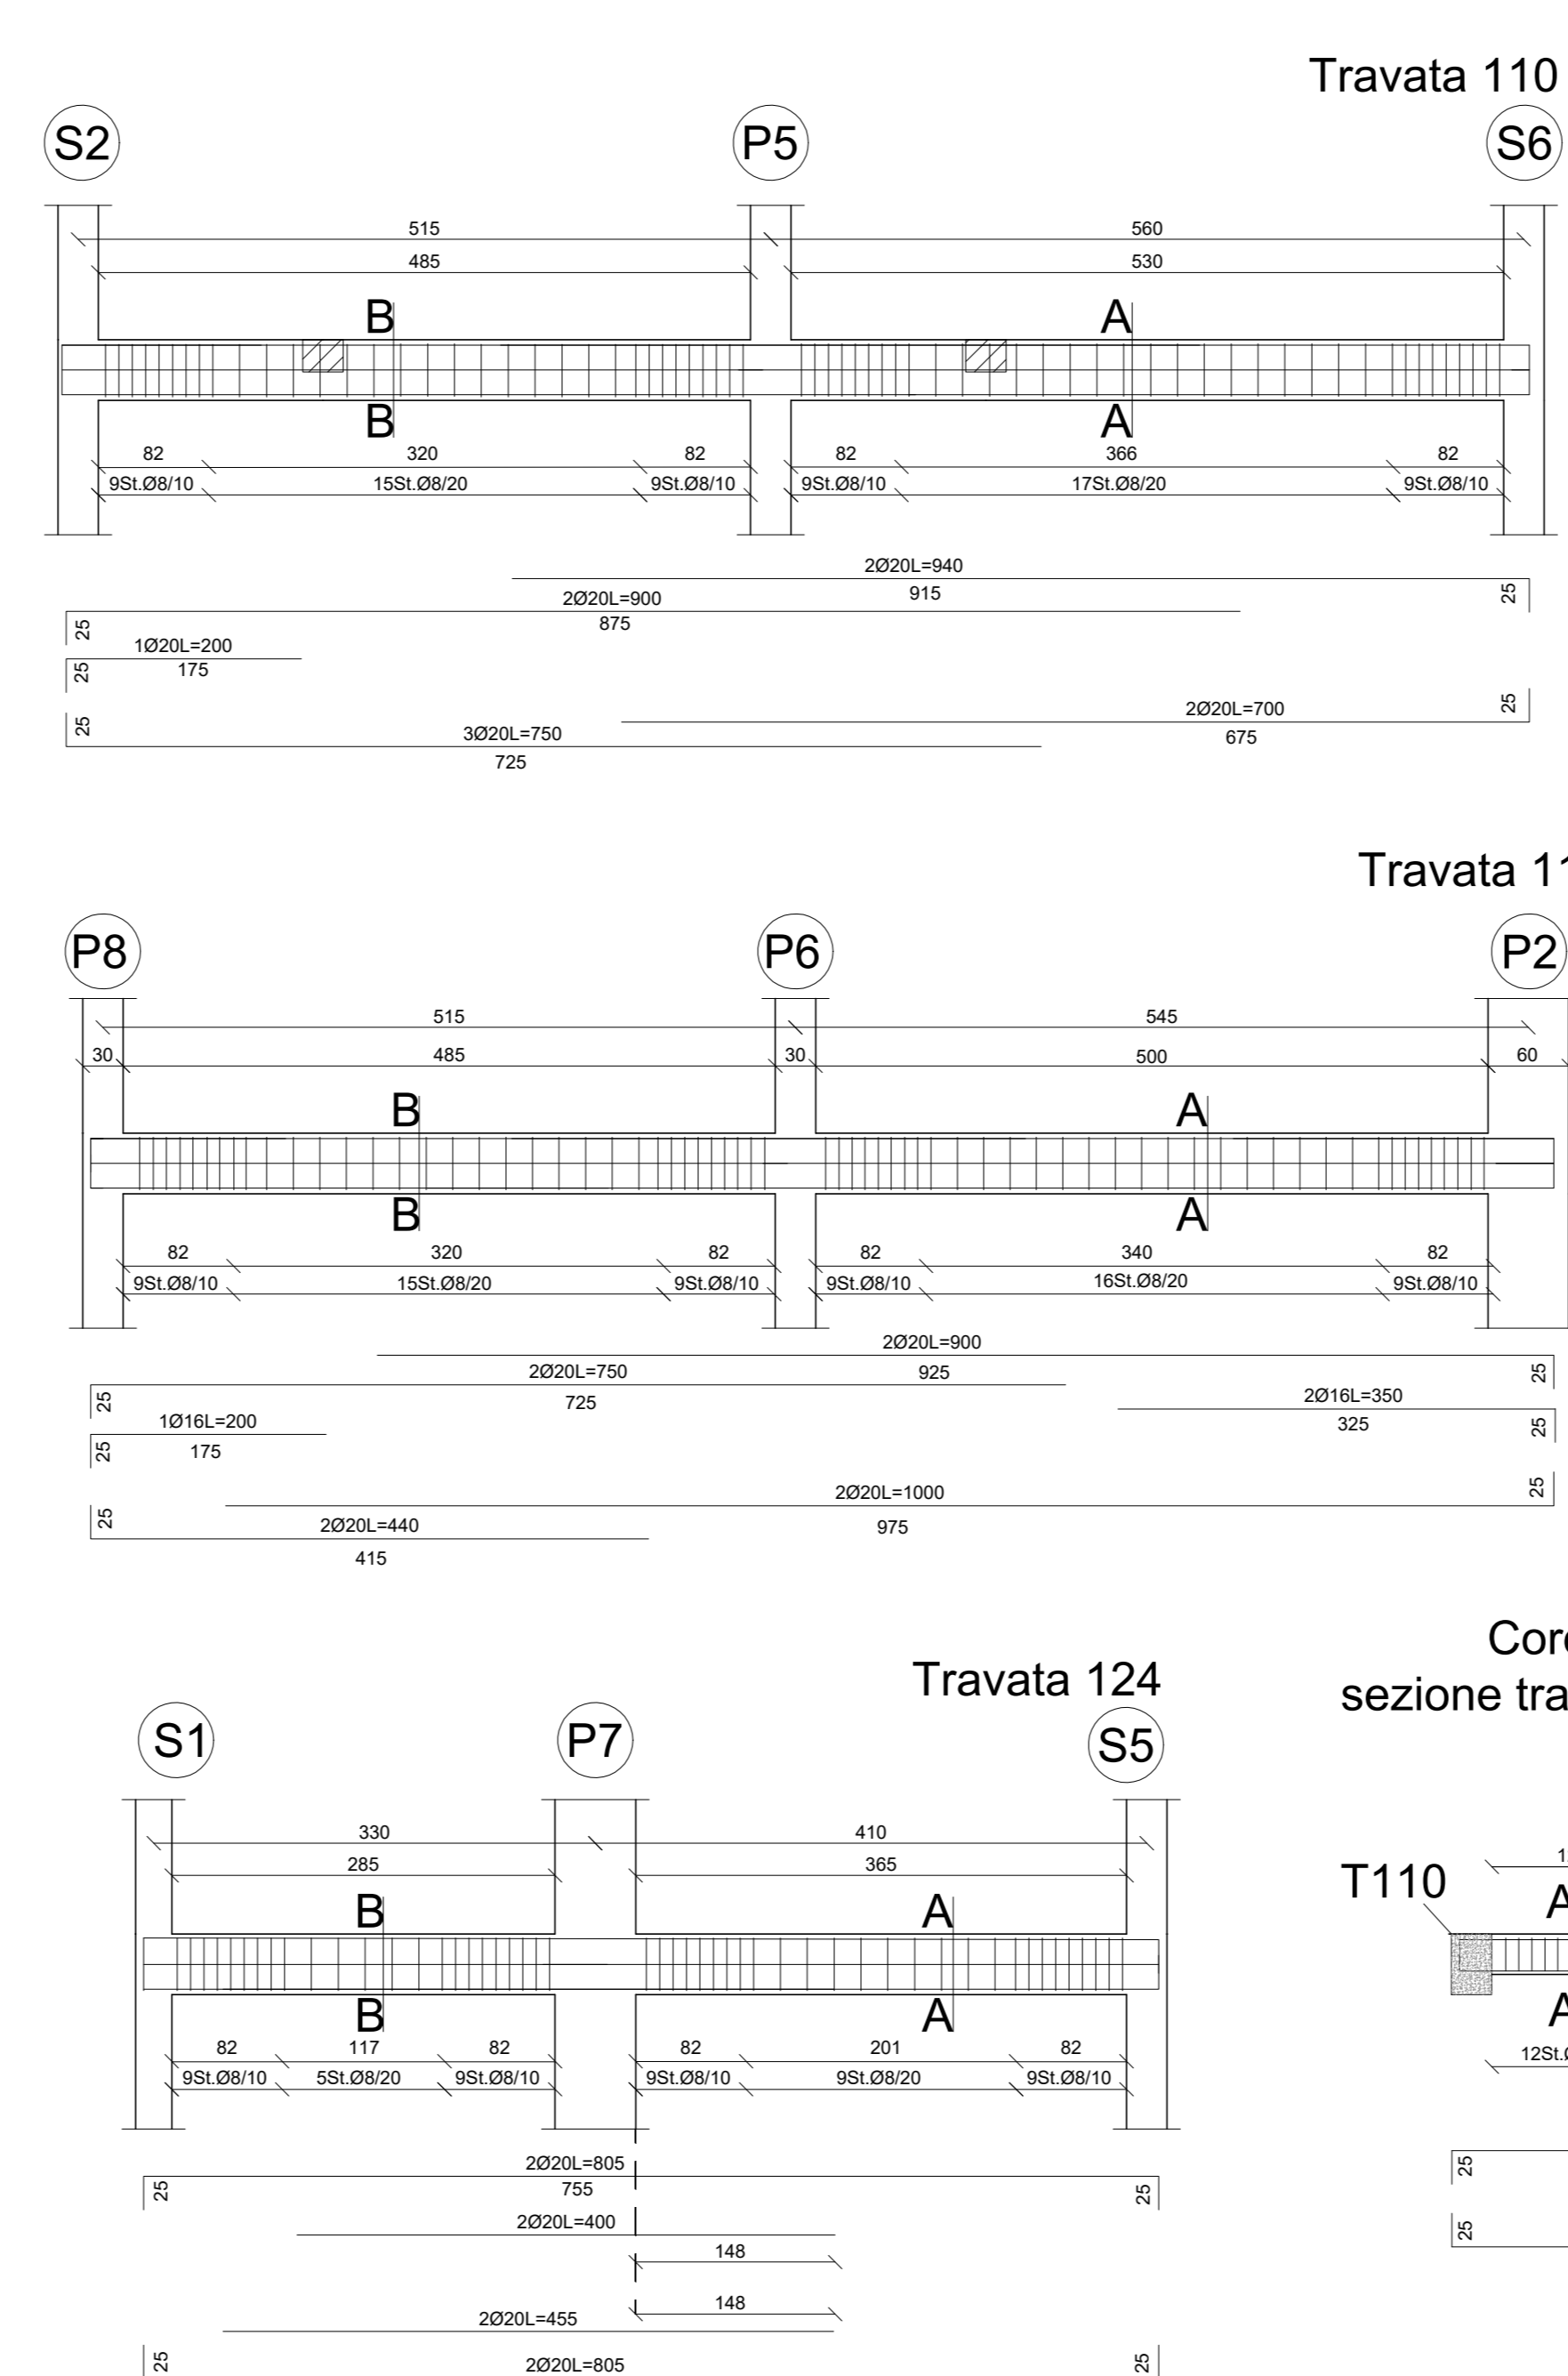 Travata 110
S2 P5 S6
515 560
485 530
B A
B A
82 320 82 82 366 82
9St.Ø8/10 15St.Ø8/20 9St.Ø8/10 9St.Ø8/10 17St.Ø8/20 9St.Ø8/10
2Ø20L=940
915 25
2Ø20L=900
25 875
1Ø20L=200
25 175
2Ø20L=700 25
675
25 3Ø20L=750
725
Travata 11
P8 P6 P2
515 545
30 485 30 500 60
B A
B A
82 320 82 82 340 82
9St.Ø8/10 15St.Ø8/20 9St.Ø8/10 9St.Ø8/10 16St.Ø8/20 9St.Ø8/10
2Ø20L=900
925 25
2Ø20L=750
25 725
2Ø16L=350
325 25
1Ø16L=200
25 175
2Ø20L=1000 25
975
25 2Ø20L=440
415
Travata 124
S1 P7 S5
330 410
285 365
B A
B A
82 117 82 82 201 82
9St.Ø8/10 5St.Ø8/20 9St.Ø8/10 9St.Ø8/10 9St.Ø8/20 9St.Ø8/10
2Ø20L=805
25 755 25
2Ø20L=400
148
148
2Ø20L=455
25 2Ø20L=805 25
sezione
T110
A
A
25
25